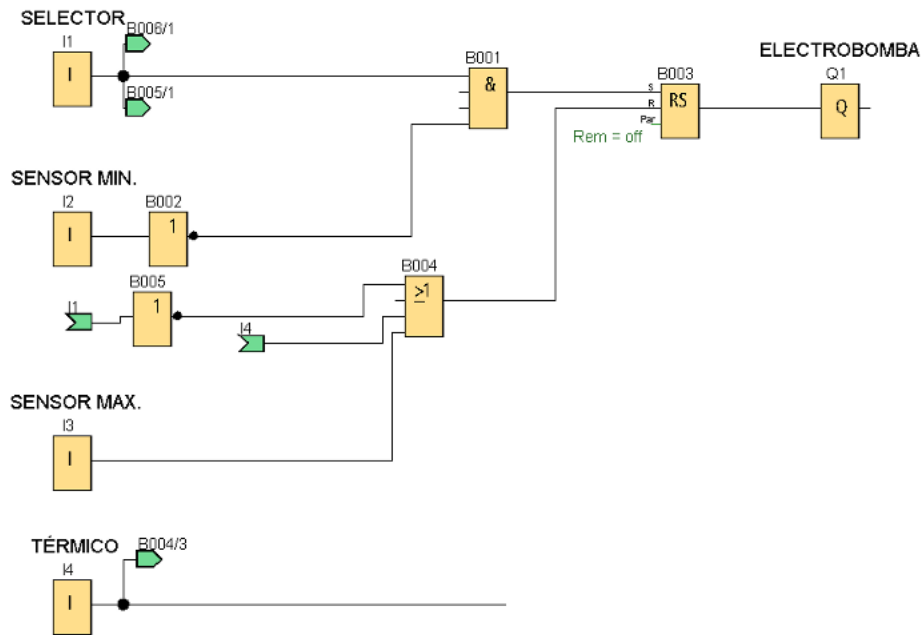 SELECTOR
B006/1
I1
I
B005/1
B001
&
B003
S
R
Par
RS
Rem = off
ELECTROBOMBA
Q1
Q
SENSOR MIN.
I2
I
B002
1
B004
≥1
B005
1
I1
I4
SENSOR MAX.
I3
I
TÉRMICO
B004/3
I4
I